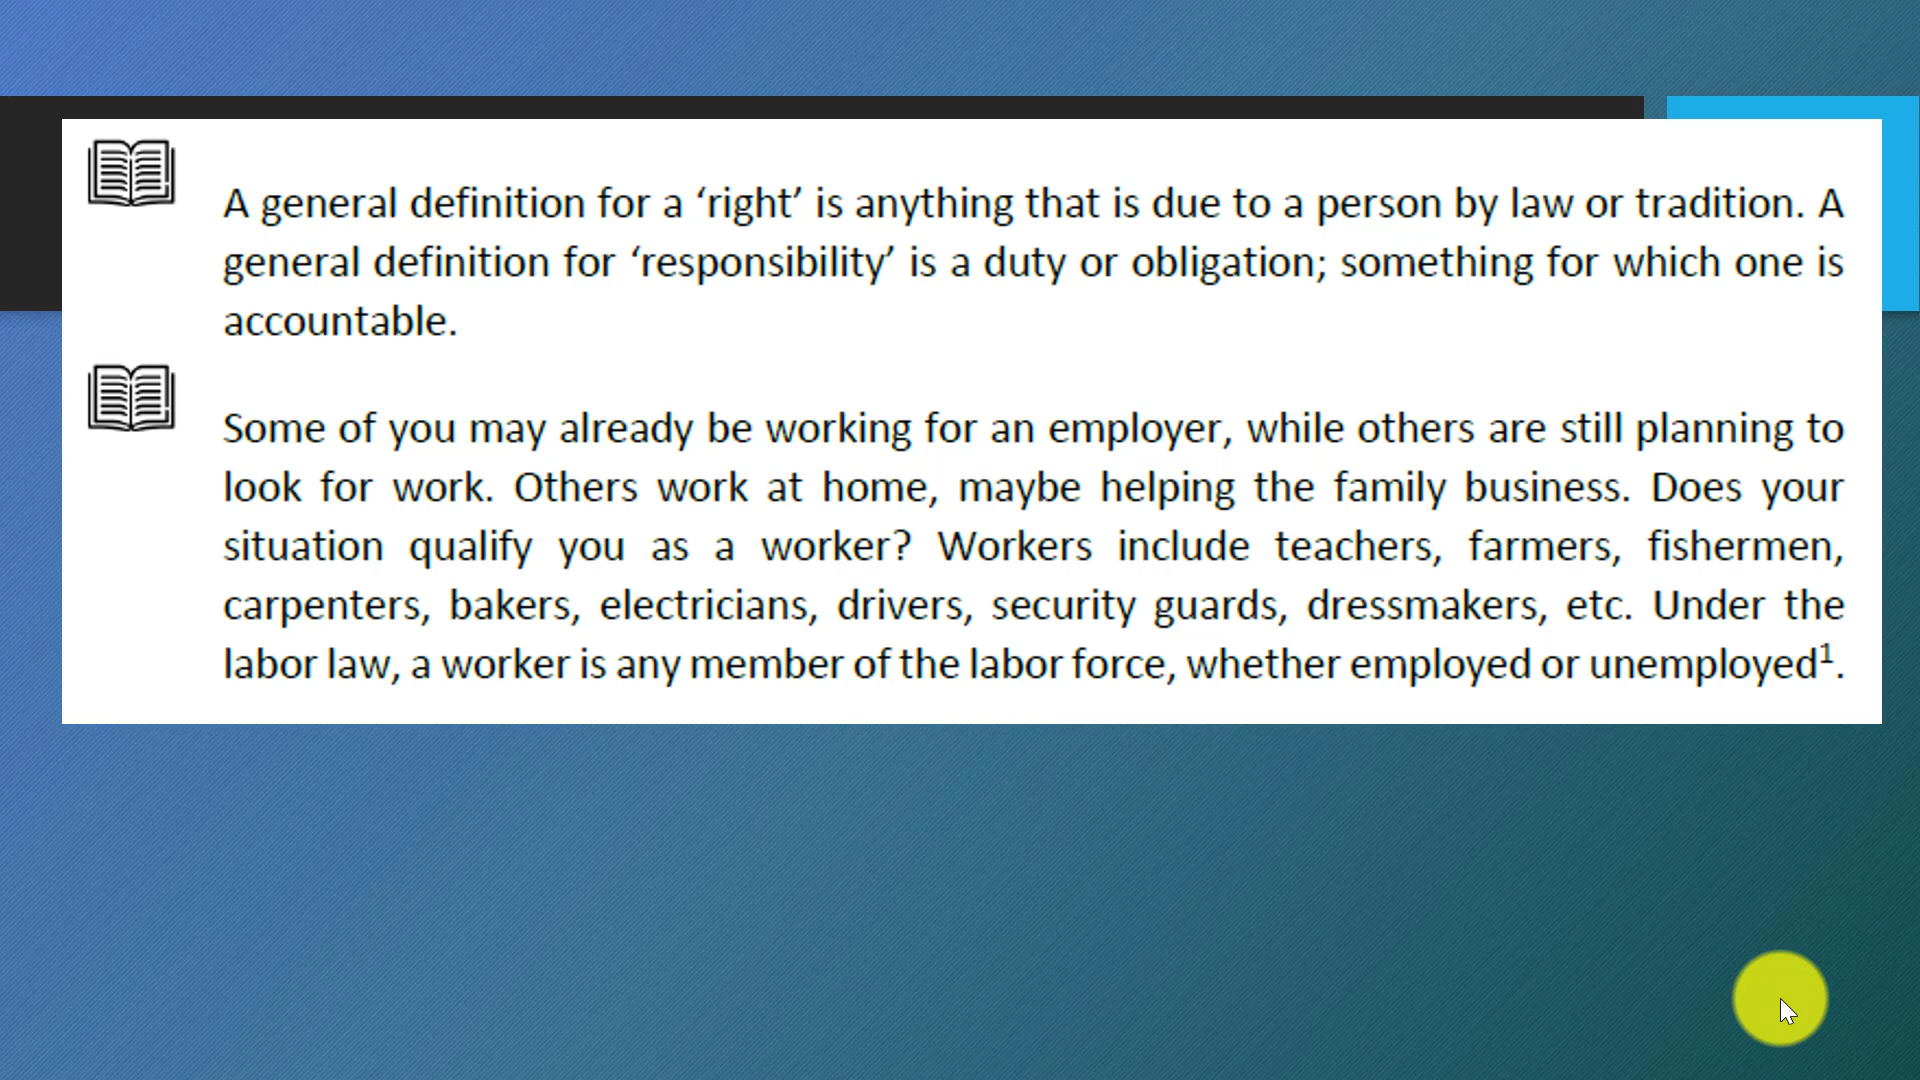 A general definition for a ‘right’ is anything that is due to a person by law or tradition. A
general definition for ‘responsibility’ is a duty or obligation; something for which one is
accountable.
Some of you may already be working for an employer, while others are still planning to
look for work. Others work at home, maybe helping the family business. Does your
situation qualify you as a worker? Workers include teachers, farmers, fishermen,
carpenters, bakers, electricians, drivers, security guards, dressmakers, etc. Under the
labor law, a worker is any member of the labor force, whether employed or unemployed¹.